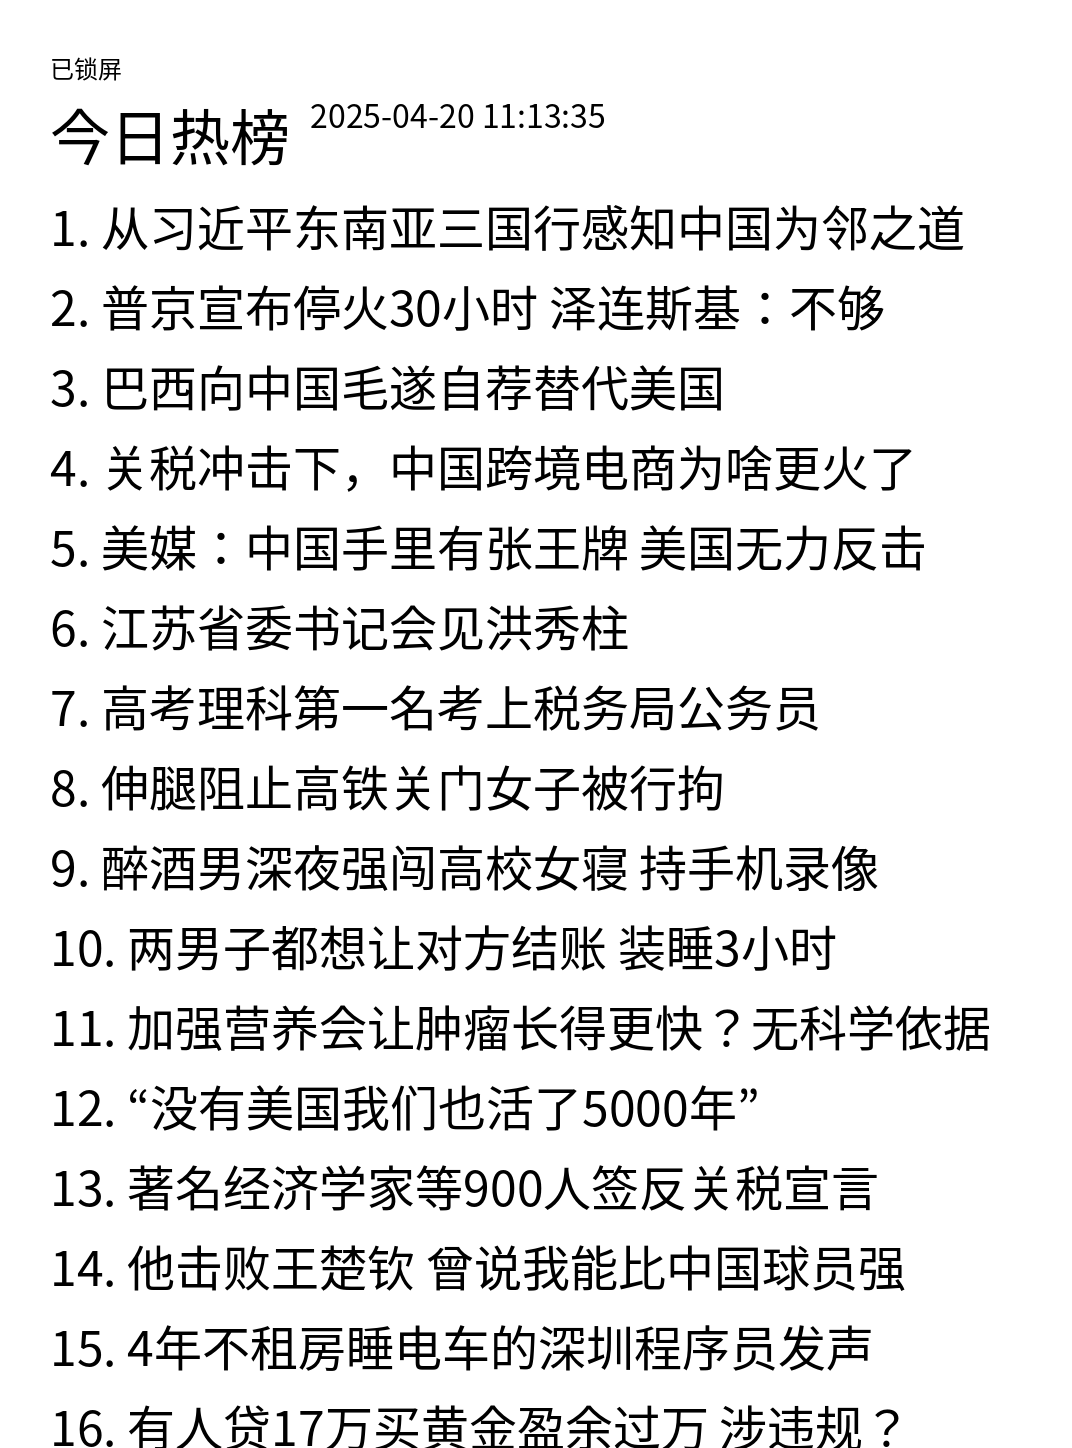 已锁屏
今日热榜 2025-04-20 11:13:35
1. 从习近平东南亚三国行感知中国为邻之道
2. 普京宣布停火30小时 泽连斯基：不够
3. 巴西向中国毛遂自荐替代美国
4. 关税冲击下，中国跨境电商为啥更火了
5. 美媒：中国手里有张王牌 美国无力反击
6. 江苏省委书记会见洪秀柱
7. 高考理科第一名考上税务局公务员
8. 伸腿阻止高铁关门女子被行拘
9. 醉酒男深夜强闯高校女寝 持手机录像
10. 两男子都想让对方结账 装睡3小时
11. 加强营养会让肿瘤长得更快？无科学依据
12. “没有美国我们也活了5000年”
13. 著名经济学家等900人签反关税宣言
14. 他击败王楚钦 曾说我能比中国球员强
15. 4年不租房睡电车的深圳程序员发声
16. 有人贷17万买黄金盈余过万 涉违规？